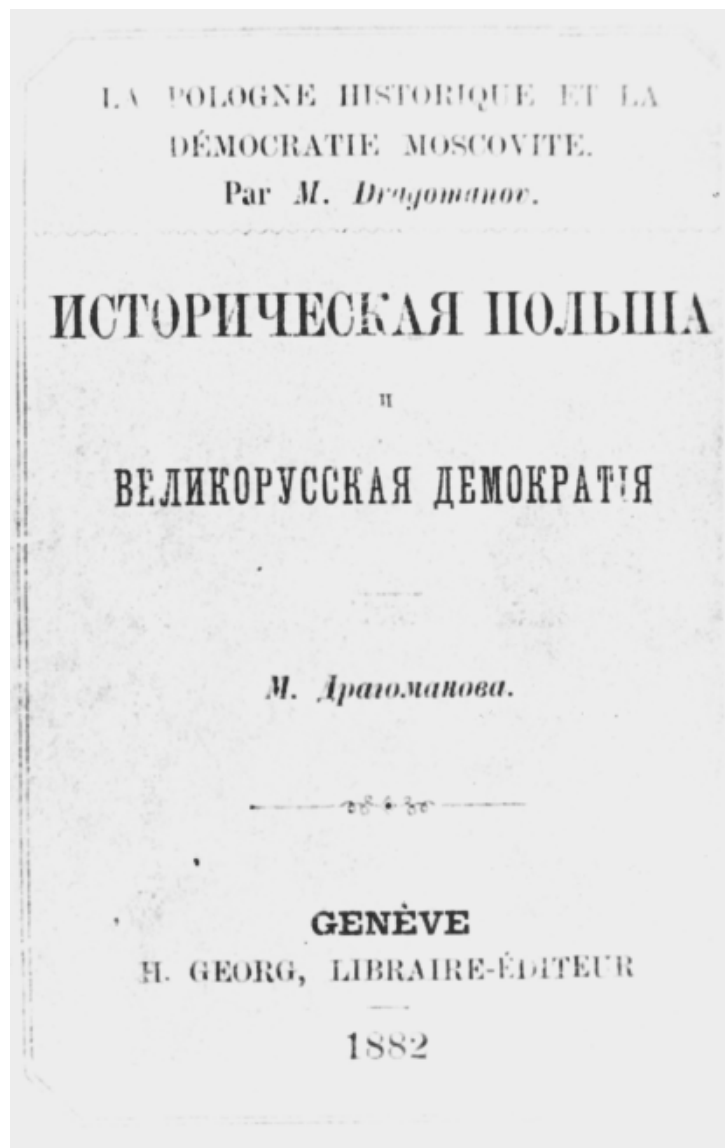 LA POLOGNE HISTORIQUE ET LA
DÉMOCRATIE MOSCOVITE.
Par M. Dragomanov.
ИСТОРИЧЕСКАЯ ПОЛЬША
И
ВЕЛИКОРУССКАЯ ДЕМОКРАТІЯ
М. Драгоманова.
GENÈVE
H. GEORG, LIBRAIRE-ÉDITEUR
1882